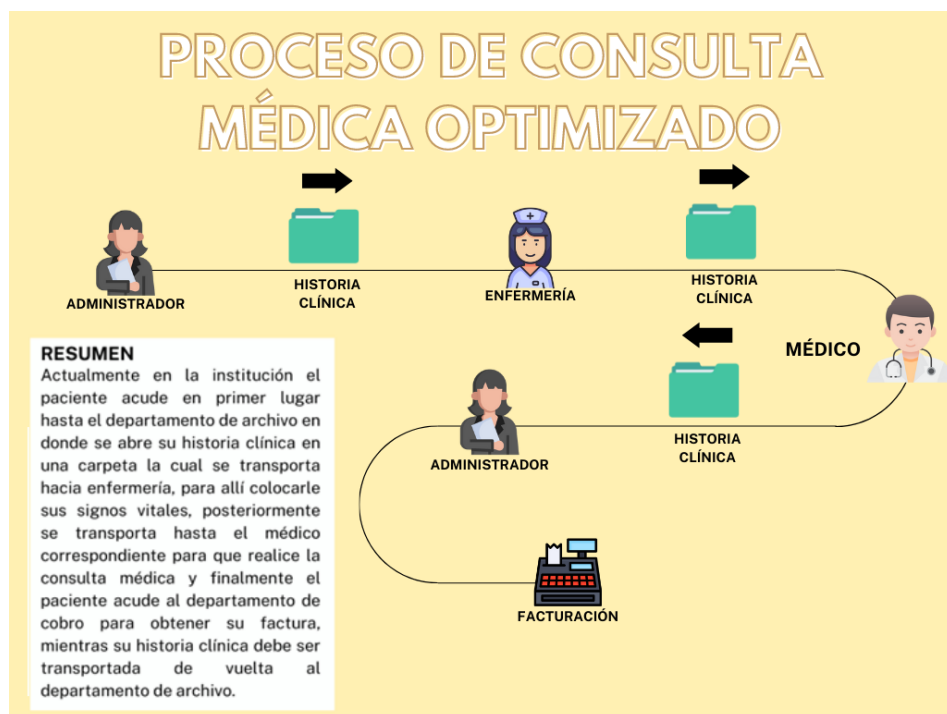 PROCESO DE CONSULTA
MÉDICA OPTIMIZADO
ADMINISTRADOR
HISTORIA
CLÍNICA
ENFERMERÍA
HISTORIA
CLÍNICA
MÉDICO
HISTORIA
CLÍNICA
ADMINISTRADOR
FACTURACIÓN
RESUMEN
Actualmente en la institución el
paciente acude en primer lugar
hasta el departamento de archivo en
donde se abre su historia clínica en
una carpeta la cual se transporta
hacia enfermería, para allí colocarle
sus signos vitales, posteriormente
se transporta hasta el médico
correspondiente para que realice la
consulta médica y finalmente el
paciente acude al departamento de
cobro para obtener su factura,
mientras su historia clínica debe ser
transportada de vuelta al
departamento de archivo.